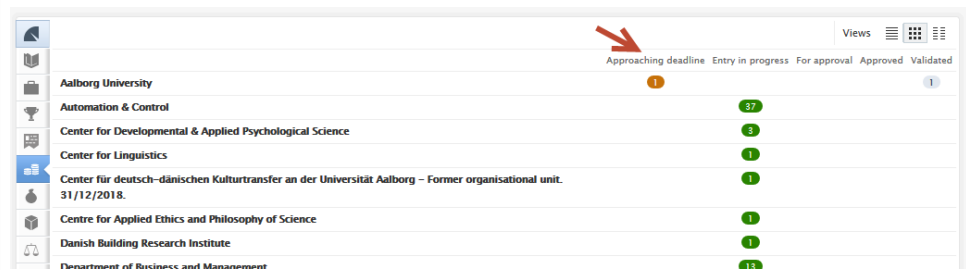 Views
Approaching deadline Entry in progress For approval Approved Validated
Aalborg University 1 1
Automation & Control 37
Center for Developmental & Applied Psychological Science 3
Center for Linguistics 1
Center für deutsch-dänischen Kulturtransfer an der Universität Aalborg – Former organisational unit. 1
31/12/2018.
Centre for Applied Ethics and Philosophy of Science 1
Danish Building Research Institute 1
Department of Business and Management 13